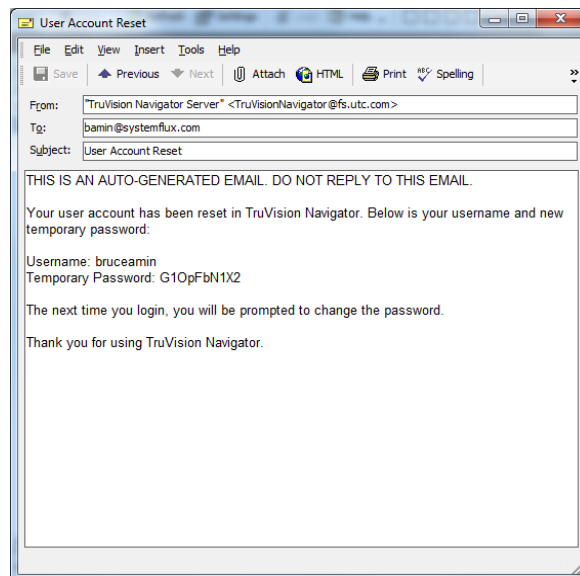 User Account Reset
File Edit View Insert Tools Help
Save Previous Next Attach HTML Print ABC Spelling »
From: "TruVision Navigator Server" <TruVisionNavigator@fs.utc.com>
To: bamin@systemflux.com
Subject: User Account Reset
THIS IS AN AUTO-GENERATED EMAIL. DO NOT REPLY TO THIS EMAIL.
Your user account has been reset in TruVision Navigator. Below is your username and new
temporary password:
Username: bruceamin
Temporary Password: G1OpFbN1X2
The next time you login, you will be prompted to change the password.
Thank you for using TruVision Navigator.